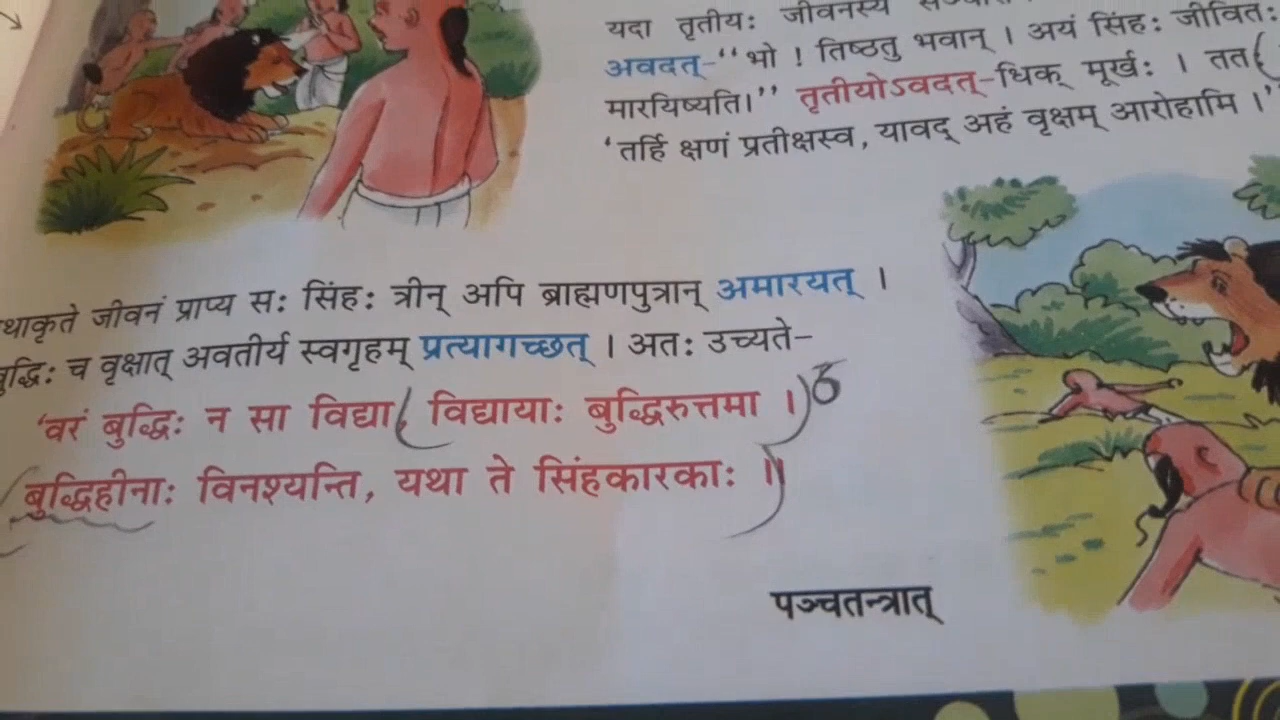 यदा तृतीयः जीवनस्य
अवदत्-‘‘भो ! तिष्ठतु भवान् । अयं सिंहः जीवितः
मारयिष्यति।’’ तृतीयोऽवदत्-धिक् मूर्खः । तत
‘तर्हि क्षणं प्रतीक्षस्व, यावद् अहं वृक्षम् आरोहामि ।’
थाकृते जीवनं प्राप्य सः सिंहः त्रीन् अपि ब्राह्मणपुत्रान् अमारयत् ।
बुद्धिः च वृक्षात् अवतीर्य स्वगृहम् प्रत्यागच्छत् । अतः उच्यते–
‘वरं बुद्धिः न सा विद्या, विद्यायाः बुद्धिरुत्तमा । 6
बुद्धिहीनाः विनश्यन्ति, यथा ते सिंहकारकाः ॥
पञ्चतन्त्रात्